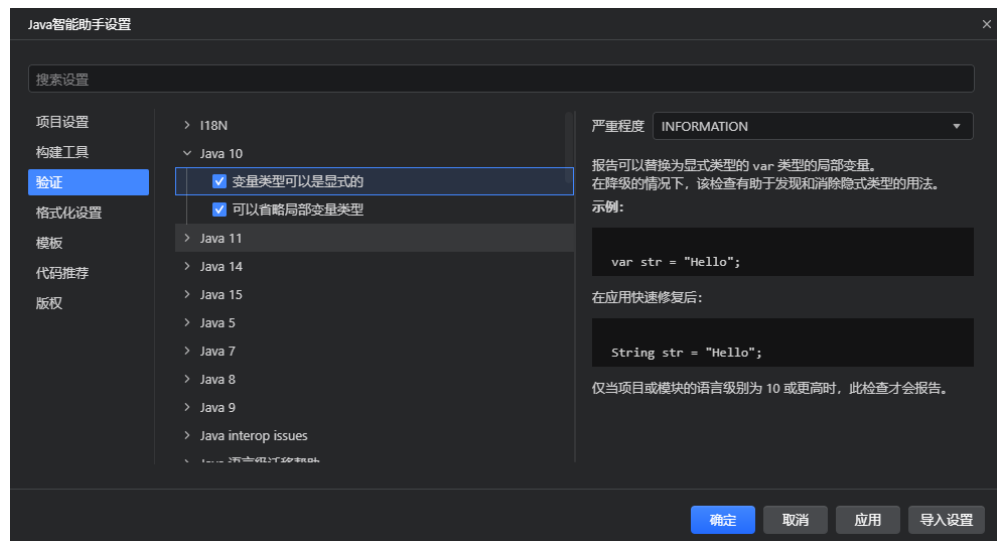 Java智能助手设置
搜索设置
项目设置
构建工具
验证
格式化设置
模板
代码推荐
版权
I18N
Java 10
变量类型可以是显式的
可以省略局部变量类型
Java 11
Java 14
Java 15
Java 5
Java 7
Java 8
Java 9
Java interop issues
Java 语言级迁移帮助
严重程度 INFORMATION
报告可以替换为显式类型的 var 类型的局部变量。
在降级的情况下，该检查有助于发现和消除隐式类型的用法。
示例：
var str = "Hello";
在应用快速修复后：
String str = "Hello";
仅当项目或模块的语言级别为 10 或更高时，此检查才会报告。
确定 取消 应用 导入设置